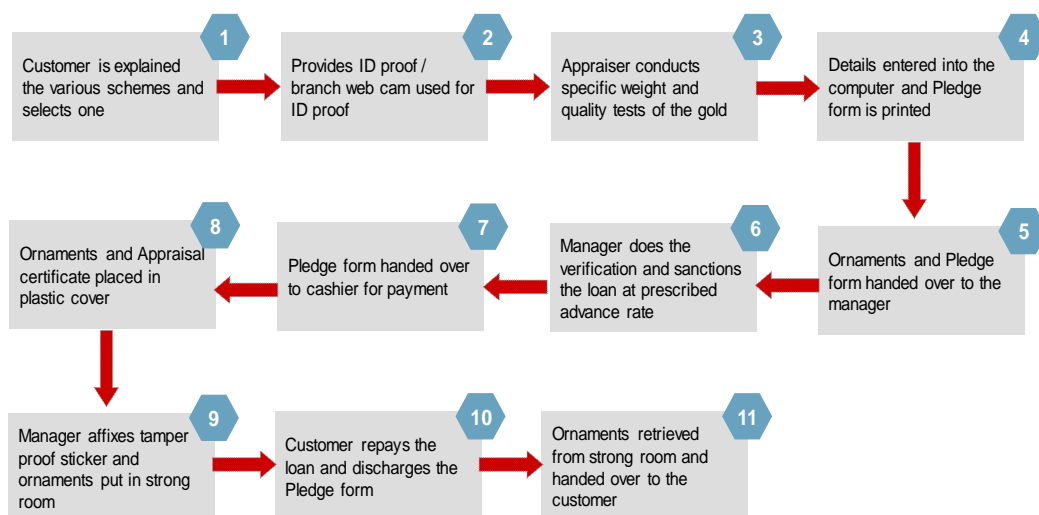 1
Customer is explained
the various schemes and
selects one
2
Provides ID proof /
branch web cam used for
ID proof
3
Appraiser conducts
specific weight and
quality tests of the gold
4
Details entered into the
computer and Pledge
form is printed
5
Ornaments and Pledge
form handed over to the
manager
6
Manager does the
verification and sanctions
the loan at prescribed
advance rate
7
Pledge form handed over
to cashier for payment
8
Ornaments and Appraisal
certificate placed in
plastic cover
9
Manager affixes tamper
proof sticker and
ornaments put in strong
room
10
Customer repays the
loan and discharges the
Pledge form
11
Ornaments retrieved
from strong room and
handed over to the
customer